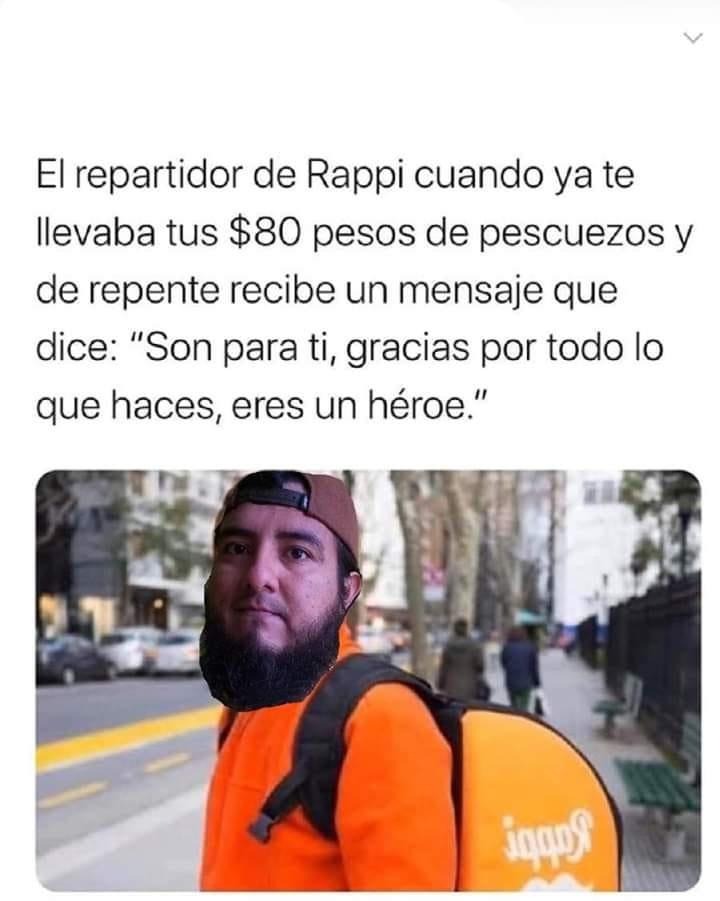 El repartidor de Rappi cuando ya te
llevaba tus $80 pesos de pescuezos y
de repente recibe un mensaje que
dice: "Son para ti, gracias por todo lo
que haces, eres un héroe."
Rappi